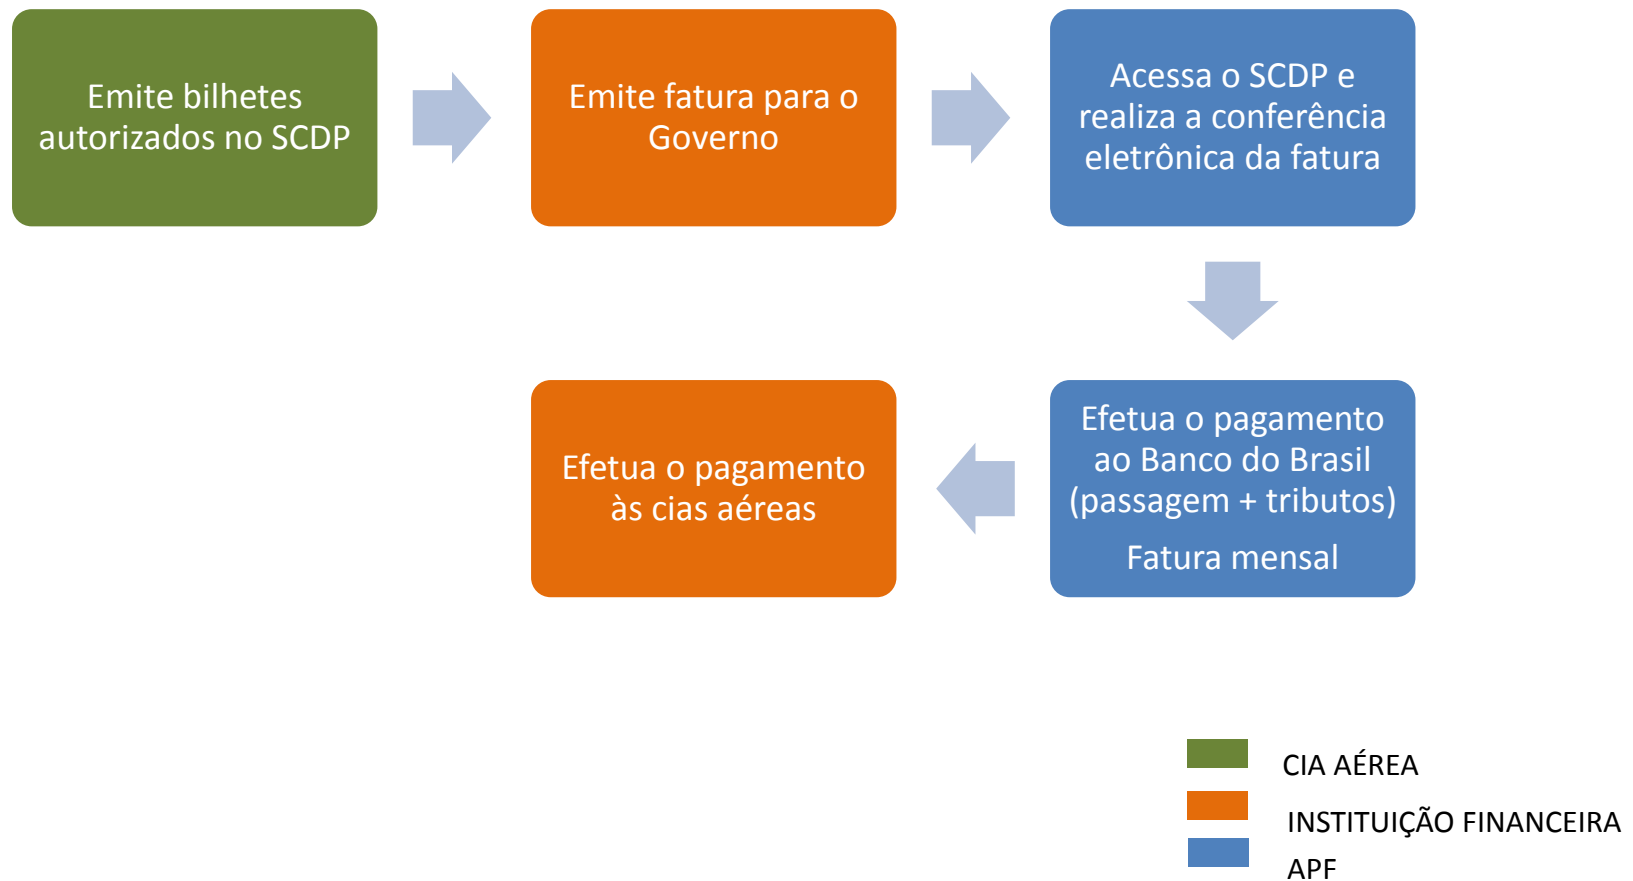 Emite bilhetes
autorizados no SCDP
Emite fatura para o
Governo
Acessa o SCDP e
realiza a conferência
eletrônica da fatura
Efetua o pagamento
ao Banco do Brasil
(passagem + tributos)
Fatura mensal
Efetua o pagamento
às cias aéreas
CIA AÉREA
INSTITUIÇÃO FINANCEIRA
APF